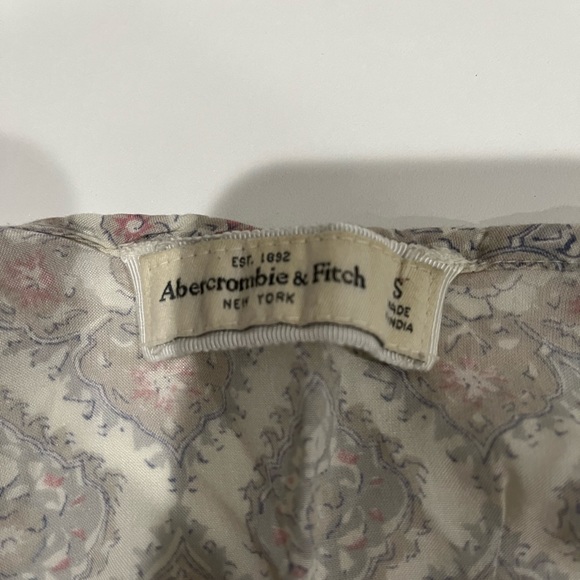 EST. 1892
Abercrombie & Fitch
NEW YORK
S
MADE
INDIA